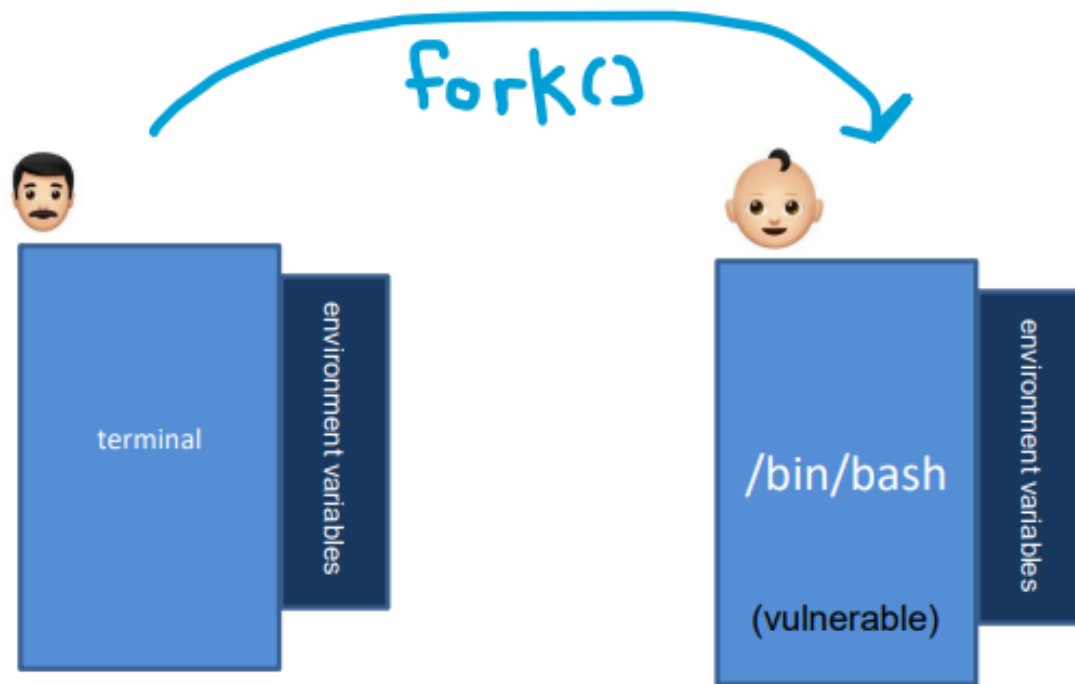 fork()
terminal
environment variables
/bin/bash
(vulnerable)
environment variables